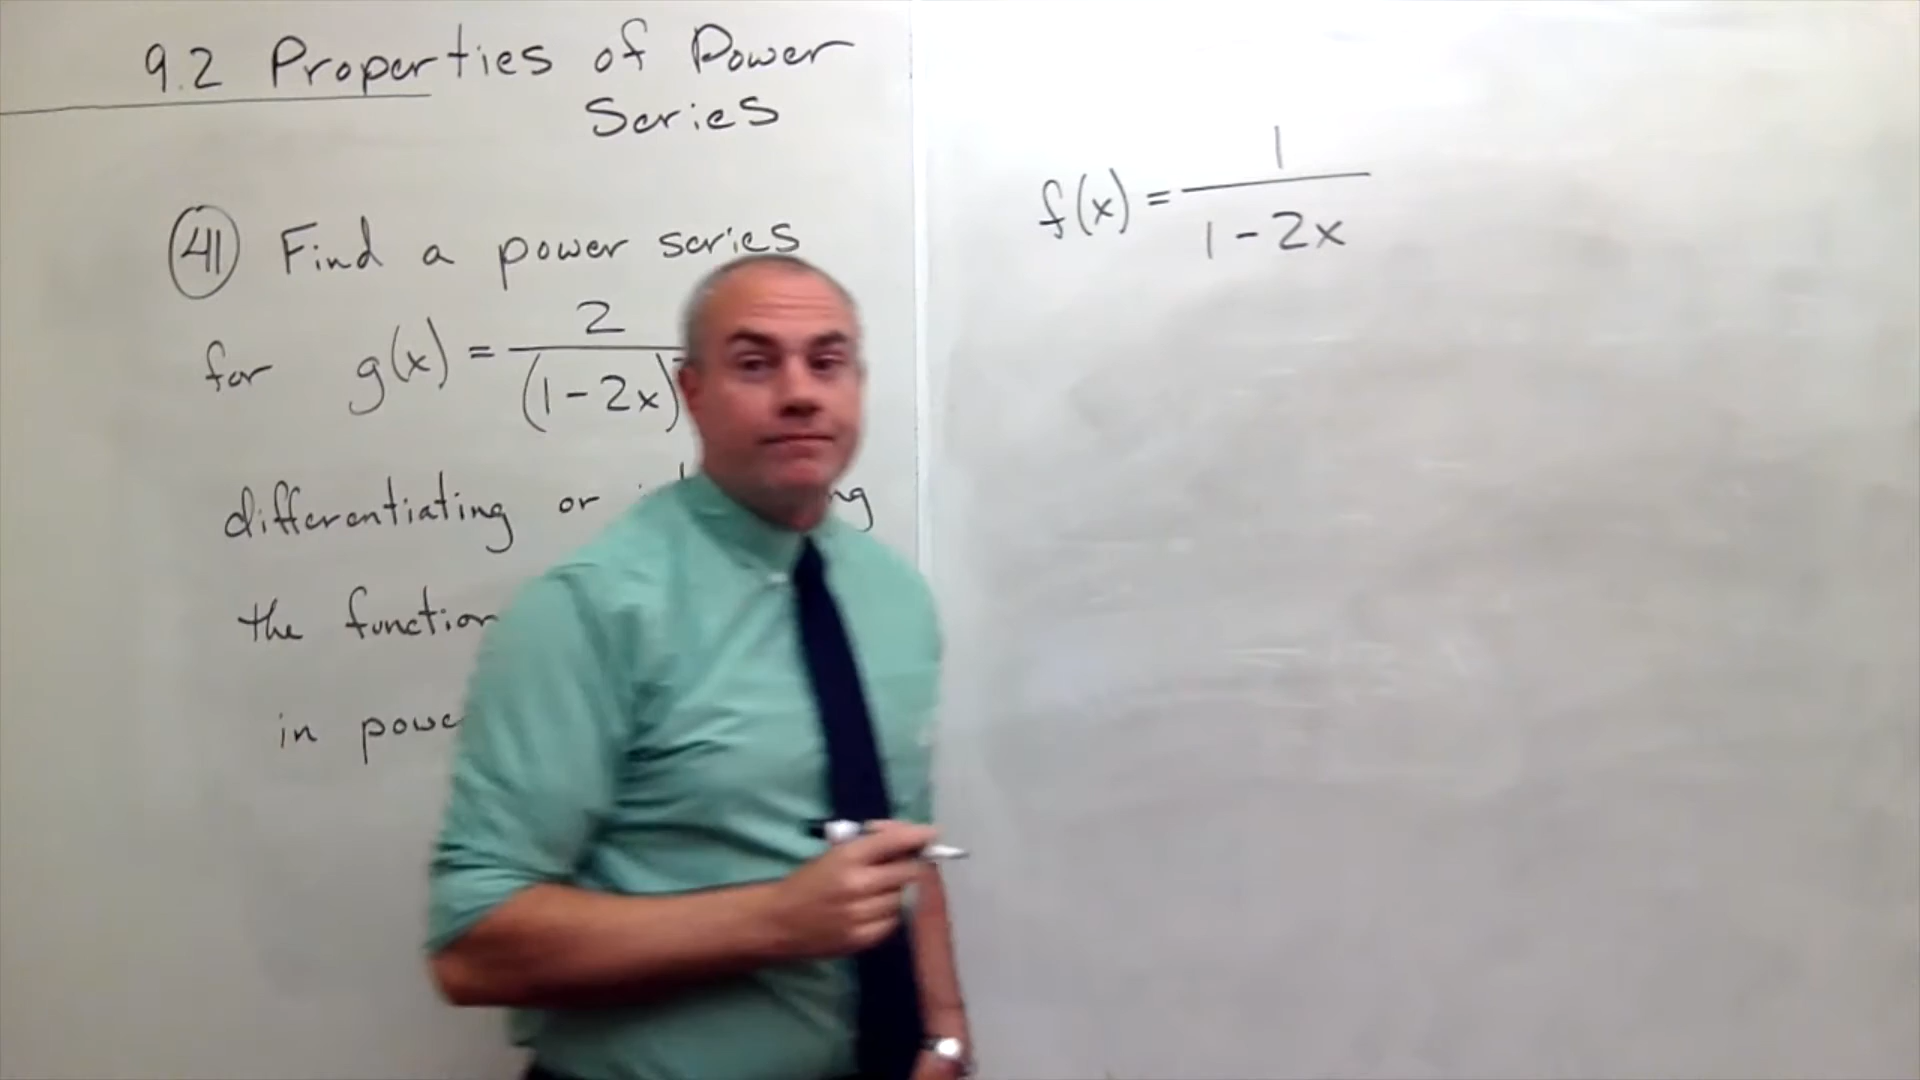 9.2 Properties of Power
Series
41 Find a power series
for g(x) = 2/(1-2x)
differentiating or
the function
in
f(x) = 1/(1-2x)